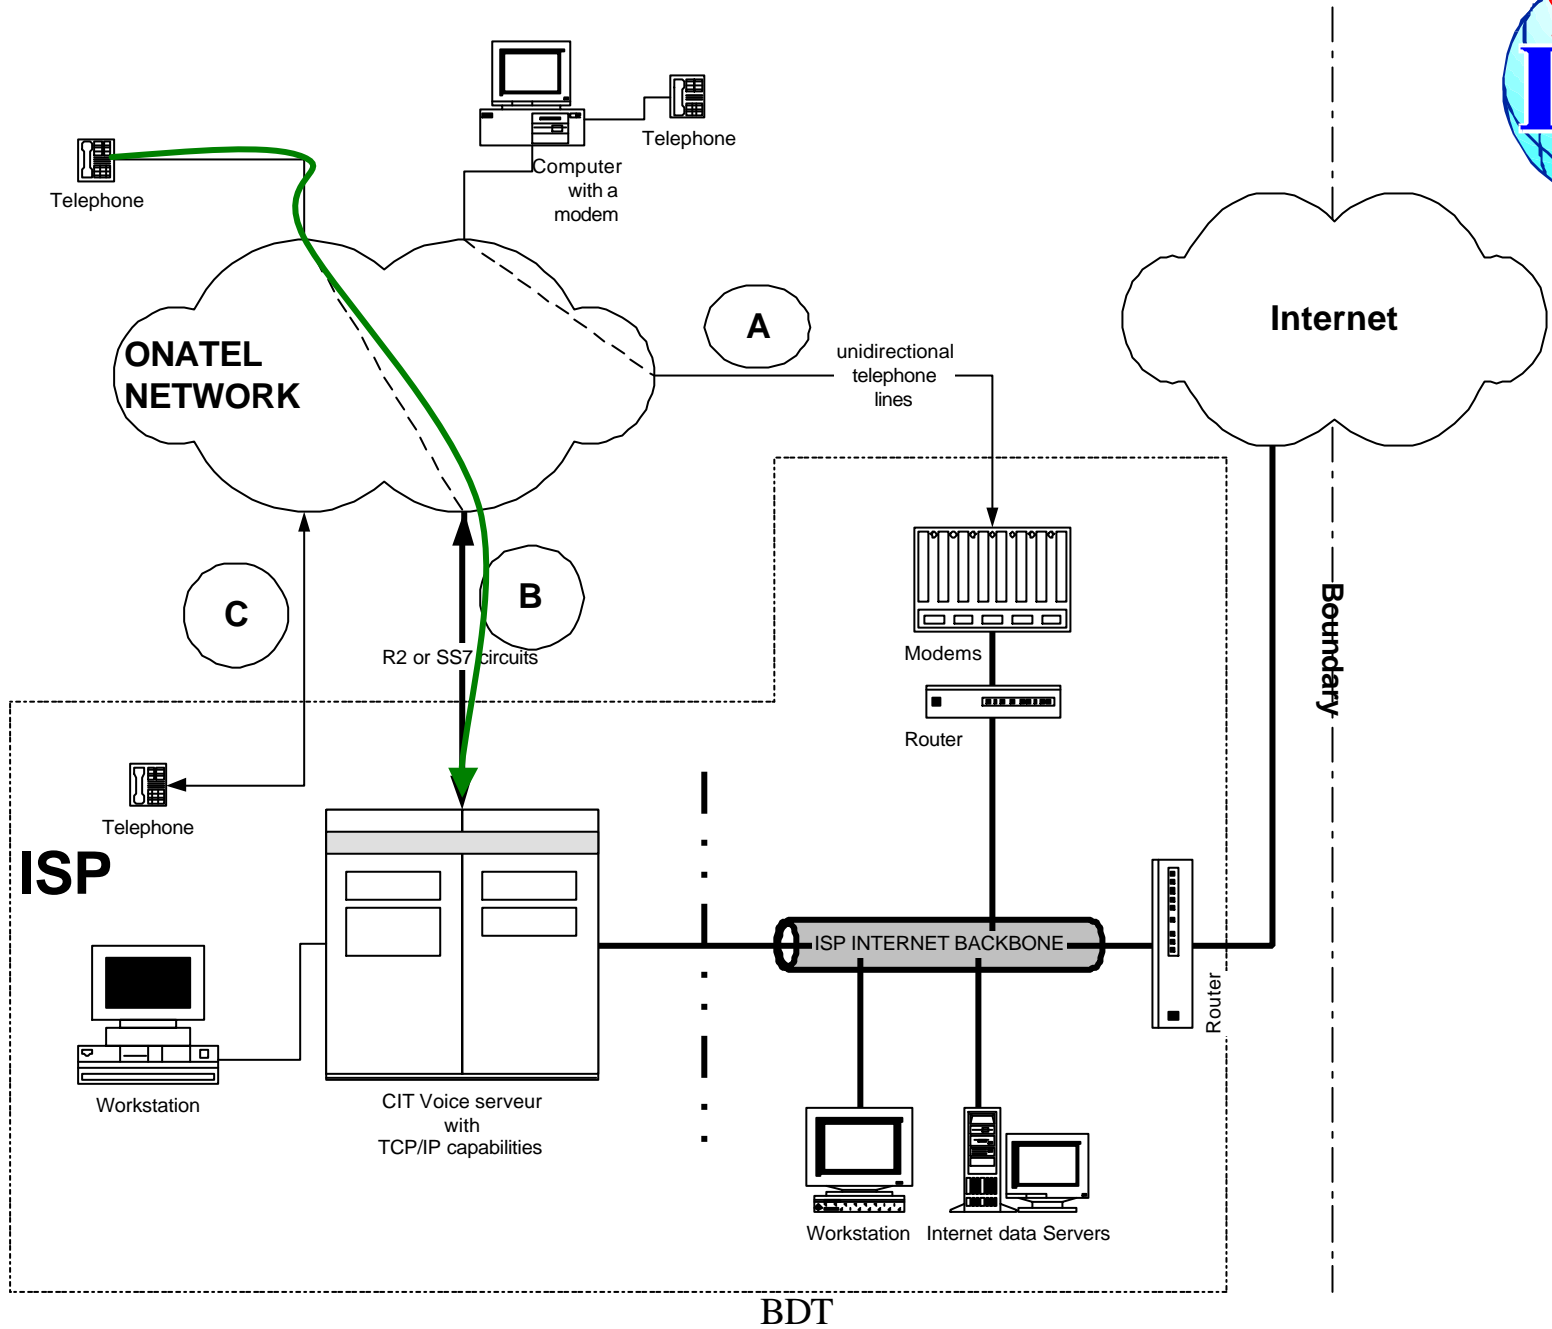 Telephone
Telephone
Computer
with a
modem
Internet
A
ONATEL
NETWORK
unidirectional
telephone
lines
B
C
R2 or SS7 circuits
Boundary
Modems
Router
Telephone
ISP
ISP INTERNET BACKBONE
Router
Workstation
CIT Voice serveur
with
TCP/IP capabilities
Workstation
Internet data Servers
BDT